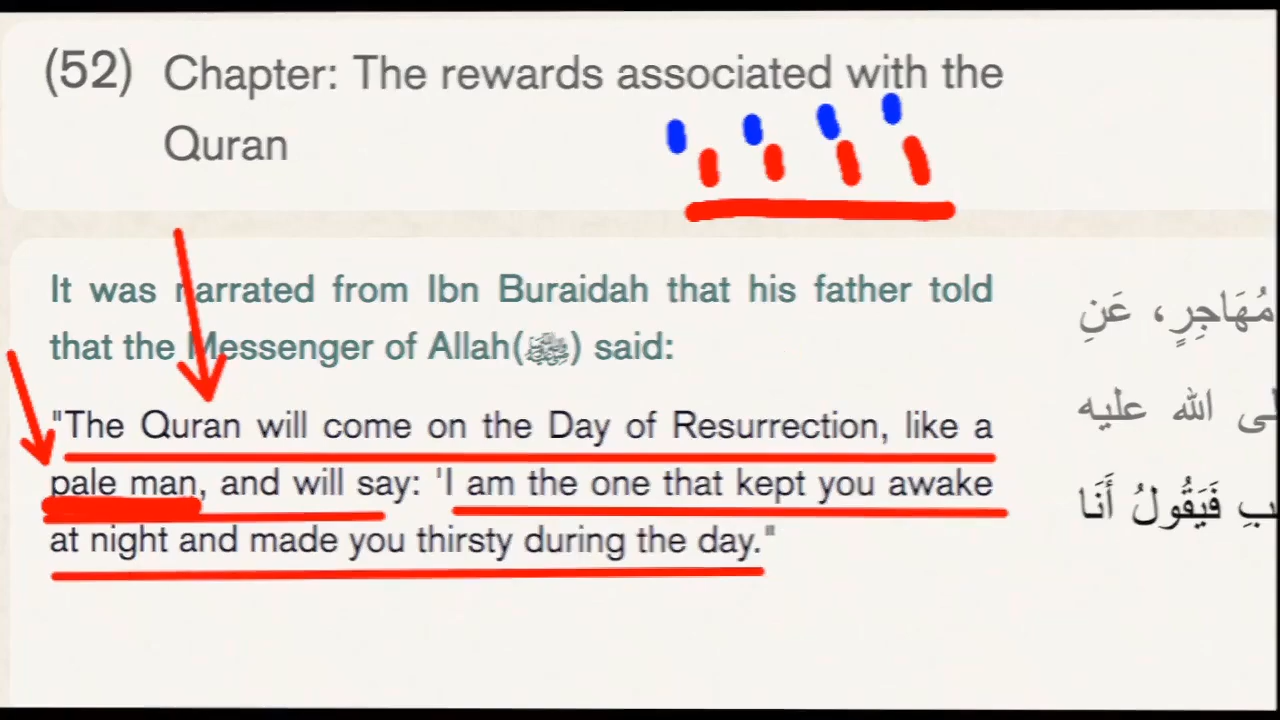 (52) Chapter: The rewards associated with the
Quran
It was narrated from Ibn Buraidah that his father told
that the Messenger of Allah(ﷺ) said:
"The Quran will come on the Day of Resurrection, like a
pale man, and will say: 'I am the one that kept you awake
at night and made you thirsty during the day."
مُهَاجِرٍ، عَنِ
الله عليه
فَيَقُولُ أَنَا